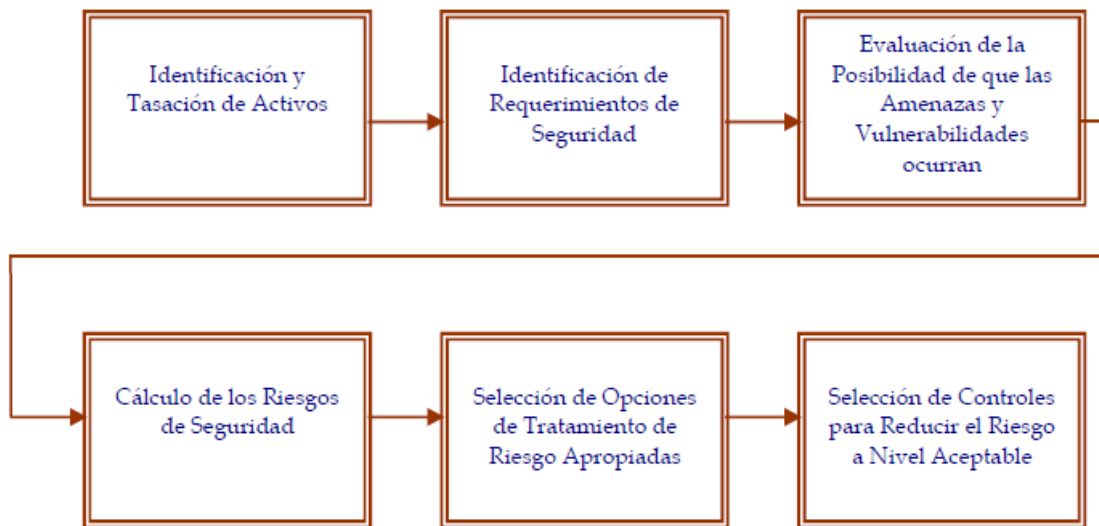 Identificación y
Tasación de Activos
Identificación de
Requerimientos de
Seguridad
Evaluación de la
Posibilidad de que las
Amenazas y
Vulnerabilidades
ocurran
Cálculo de los Riesgos
de Seguridad
Selección de Opciones
de Tratamiento de
Riesgo Apropiadas
Selección de Controles
para Reducir el Riesgo
a Nivel Aceptable